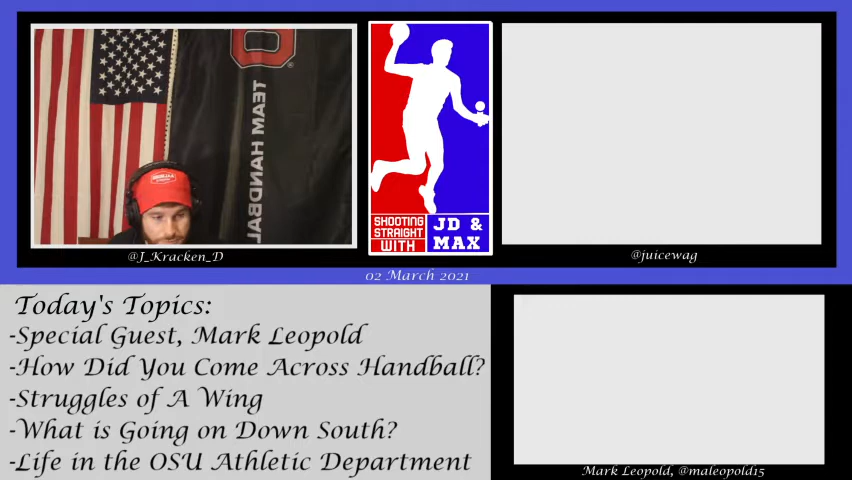 TEAM HANDBAL
SHOOTING
STRAIGHT
WITH
JD &
MAX
@J_Kracken_D
@juicewag
02 March 2021
Today's Topics:
-Special Guest, Mark Leopold
-How Did You Come Across Handball?
-Struggles of A Wing
-What is Going on Down South?
-Life in the OSU Athletic Department
Mark Leopold, @maleopold15